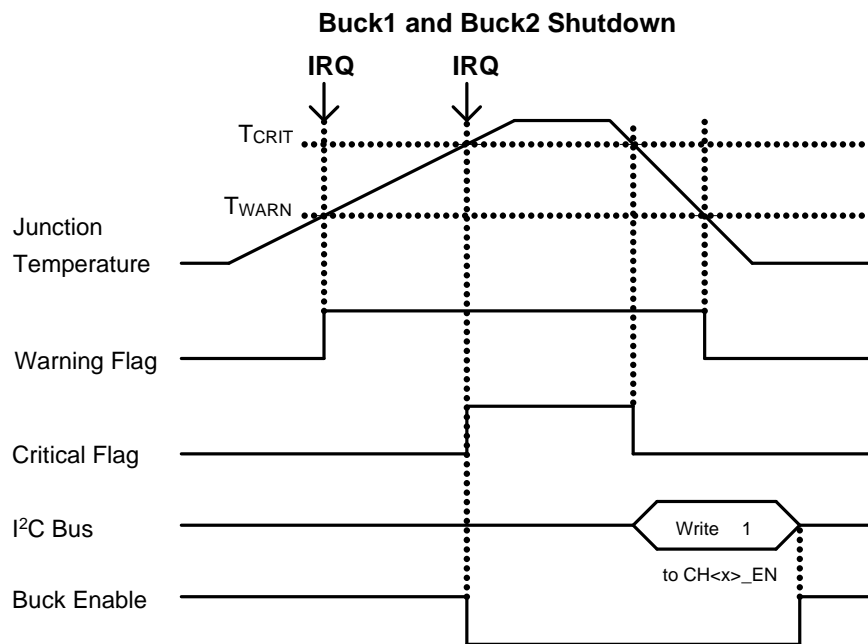 Buck1 and Buck2 Shutdown
IRQ IRQ
TCRIT
TWARN
Junction
Temperature
Warning Flag
Critical Flag
I²C Bus
Write 1
to CH<x>_EN
Buck Enable